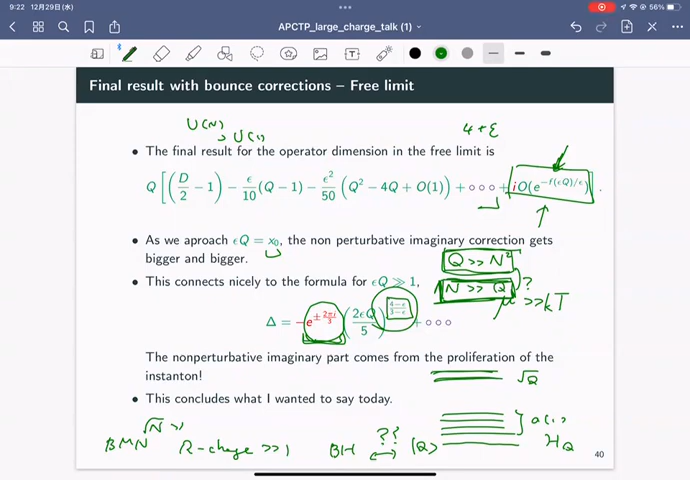 9:22 12月29日(水)
56%
APCTP_large_charge_talk (1)
Final result with bounce corrections – Free limit
U(N)
→ U(1)
4+ε
• The final result for the operator dimension in the free limit is
Q[(D/2 − 1) − ε/10 (Q − 1) − ε²/50 (Q² − 4Q + O(1)) + ∘∘∘ + iO(e^{−f(εQ)/ε})].
• As we aproach εQ = x₀, the non perturbative imaginary correction gets
bigger and bigger.
Q >> N²
• This connects nicely to the formula for εQ ≫ 1,
N >> Q ?
μ >> kT
Δ = −e^{± 2πi/3} (2εQ/5)^{(4−ε)/(3−ε)} + ∘∘∘
The nonperturbative imaginary part comes from the proliferation of the
instanton!
√Q
• This concludes what I wanted to say today.
BMN √N >> R-charge >> 1 BH ↔ ?? |Q⟩
O(1)
H_Q
40